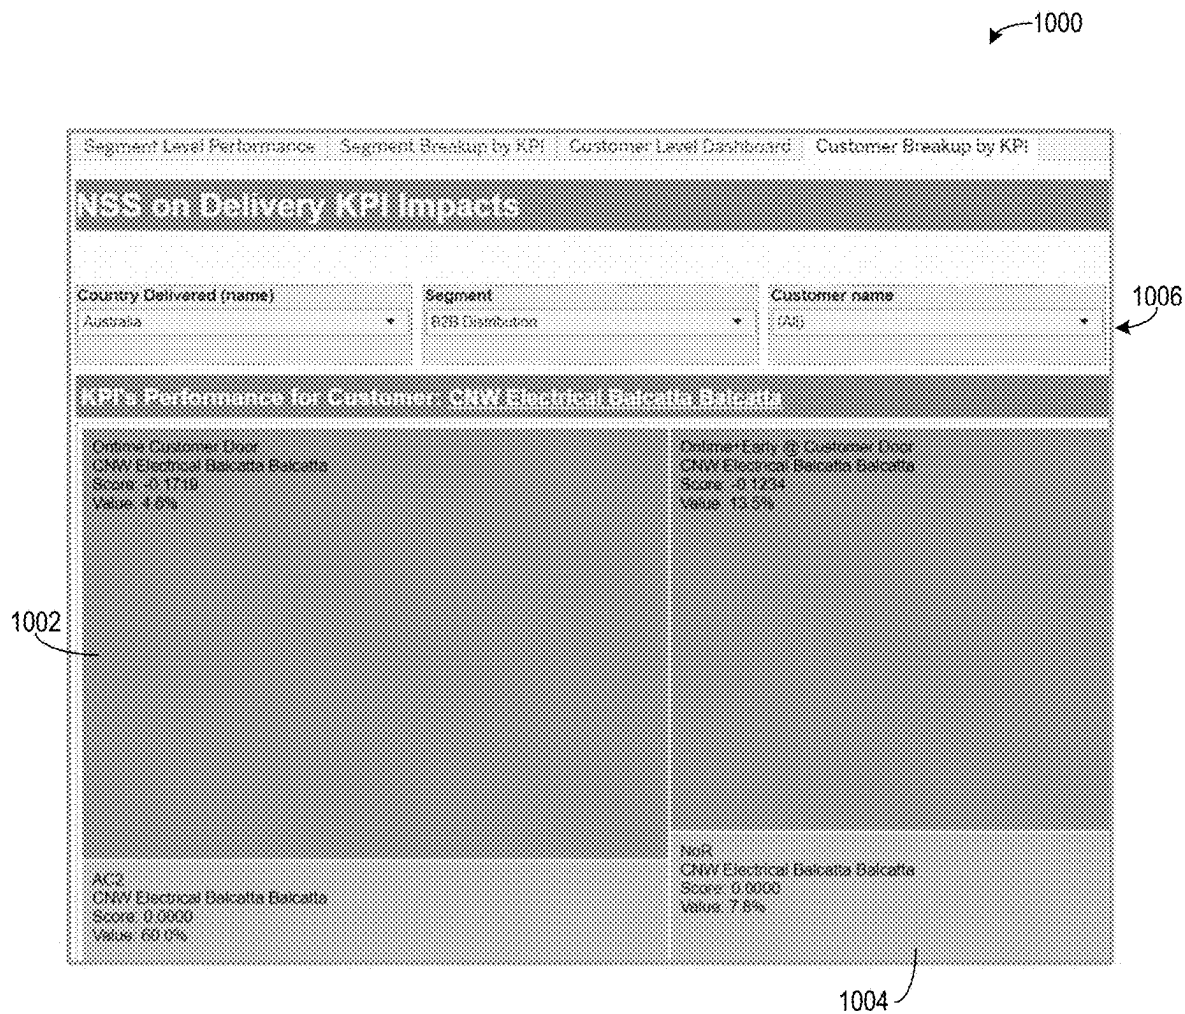 1000
Segment Level Performance Segment Breakup by KPI Customer Level Dashboard Customer Breakup by KPI
NSS on Delivery KPI Impacts
Country Delivered (name) Segment Customer name
Australia B2B Distribution (All)
1006
KPI's Performance for Customer: CNW Electrical Balcatta Balcatta
Ontime Customer Door
CNW Electrical Balcatta Balcatta
Score: -0.1719
Value: 4.6%
Ontime+Early @ Customer Door
CNW Electrical Balcatta Balcatta
Score: -0.1234
Value: 13.5%
1002
AC2
CNW Electrical Balcatta Balcatta
Score: 0.0000
Value: 60.0%
NoR
CNW Electrical Balcatta Balcatta
Score: 0.0000
Value: 7.8%
1004